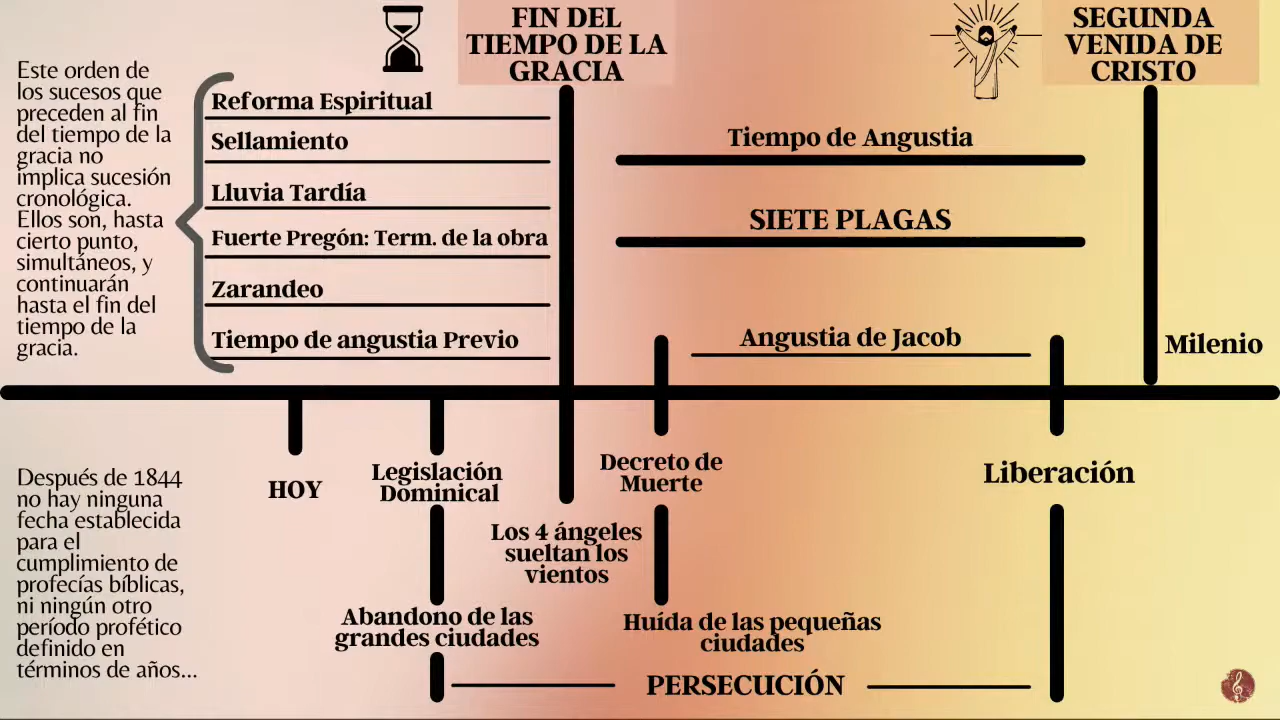 FIN DEL
TIEMPO DE LA
GRACIA
SEGUNDA
VENIDA DE
CRISTO
Este orden de
los sucesos que
preceden al fin
del tiempo de la
gracia no
implica sucesión
cronológica.
Ellos son, hasta
cierto punto,
simultáneos, y
continuarán
hasta el fin del
tiempo de la
gracia.
Reforma Espiritual
Sellamiento
Lluvia Tardía
Fuerte Pregón: Term. de la obra
Zarandeo
Tiempo de angustia Previo
Tiempo de Angustia
SIETE PLAGAS
Angustia de Jacob
Milenio
Después de 1844
no hay ninguna
fecha establecida
para el
cumplimiento de
profecías bíblicas,
ni ningún otro
período profético
definido en
términos de años...
HOY
Legislación
Dominical
Los 4 ángeles
sueltan los
vientos
Decreto de
Muerte
Liberación
Abandono de las
grandes ciudades
Huída de las pequeñas
ciudades
PERSECUCIÓN